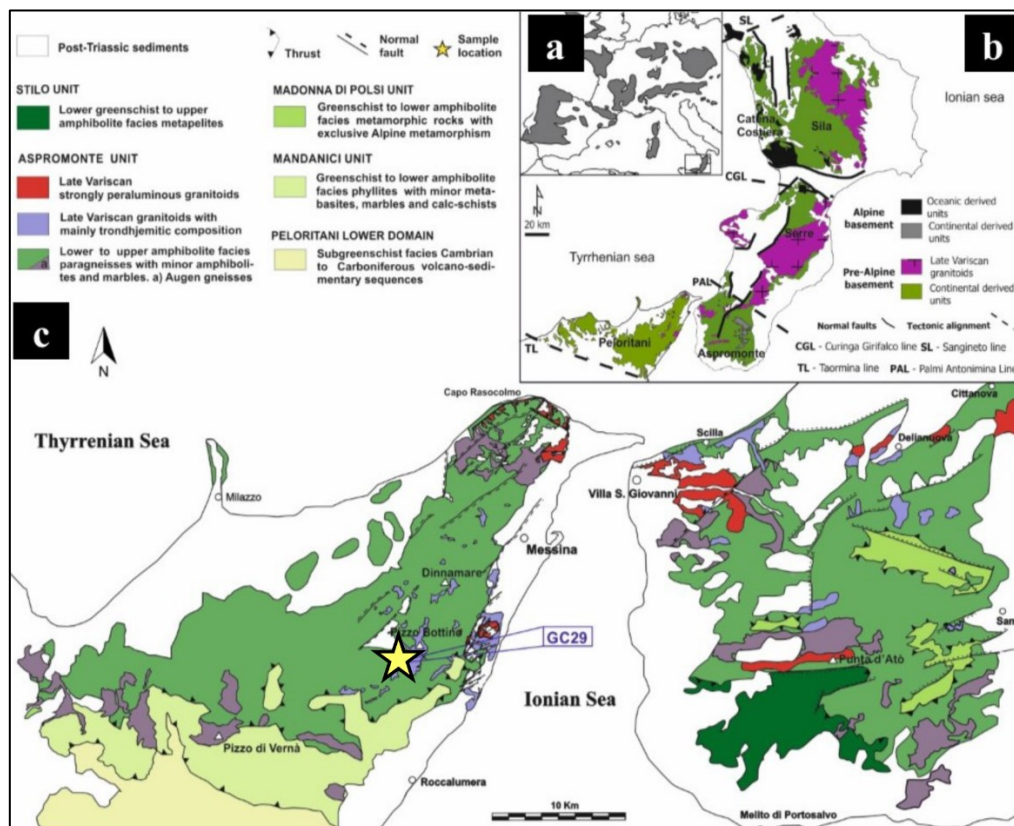 Post-Triassic sediments
Thrust
Normal
fault
Sample
location
STILO UNIT
Lower greenschist to upper
amphibolite facies metapelites
ASPROMONTE UNIT
Late Variscan
strongly peraluminous granitoids
Late Variscan granitoids with
mainly trondhjemitic composition
Lower to upper amphibolite facies
paragneisses with minor amphiboli-
tes and marbles. a) Augen gneisses
a
MADONNA DI POLSI UNIT
Greenschist to lower amphibolite
facies metamorphic rocks with
exclusive Alpine metamorphism
MANDANICI UNIT
Greenschist to lower amphibolite
facies phyllites with minor meta-
basites, marbles and calc-schists
PELORITANI LOWER DOMAIN
Subgreenschist facies Cambrian
to Carboniferous volcano-sedi-
mentary sequences
a
N
20 km
b
SL
Ionian sea
Catena
Costiera
Sila
CGL
Serre
Tyrrhenian sea
PAL
Peloritani
Aspromonte
TL
Alpine
basement
Oceanic derived
units
Continental derived
units
Pre-Alpine
basement
Late Variscan
granitoids
Continental derived
units
Normal faults
Tectonic alignment
CGL - Curinga Girifalco line
SL - Sangineto line
TL - Taormina line
PAL - Palmi Antonimina Line
c
N
Thyrrenian Sea
Capo Rasocolmo
Milazzo
Messina
Dinnamare
Pizzo Bottino
GC29
Ionian Sea
Pizzo di Vernà
Roccalumera
10 Km
Cittanova
Scilla
Delianuova
Villa S. Giovanni
San
Punta d'Atò
Melito di Portosalvo